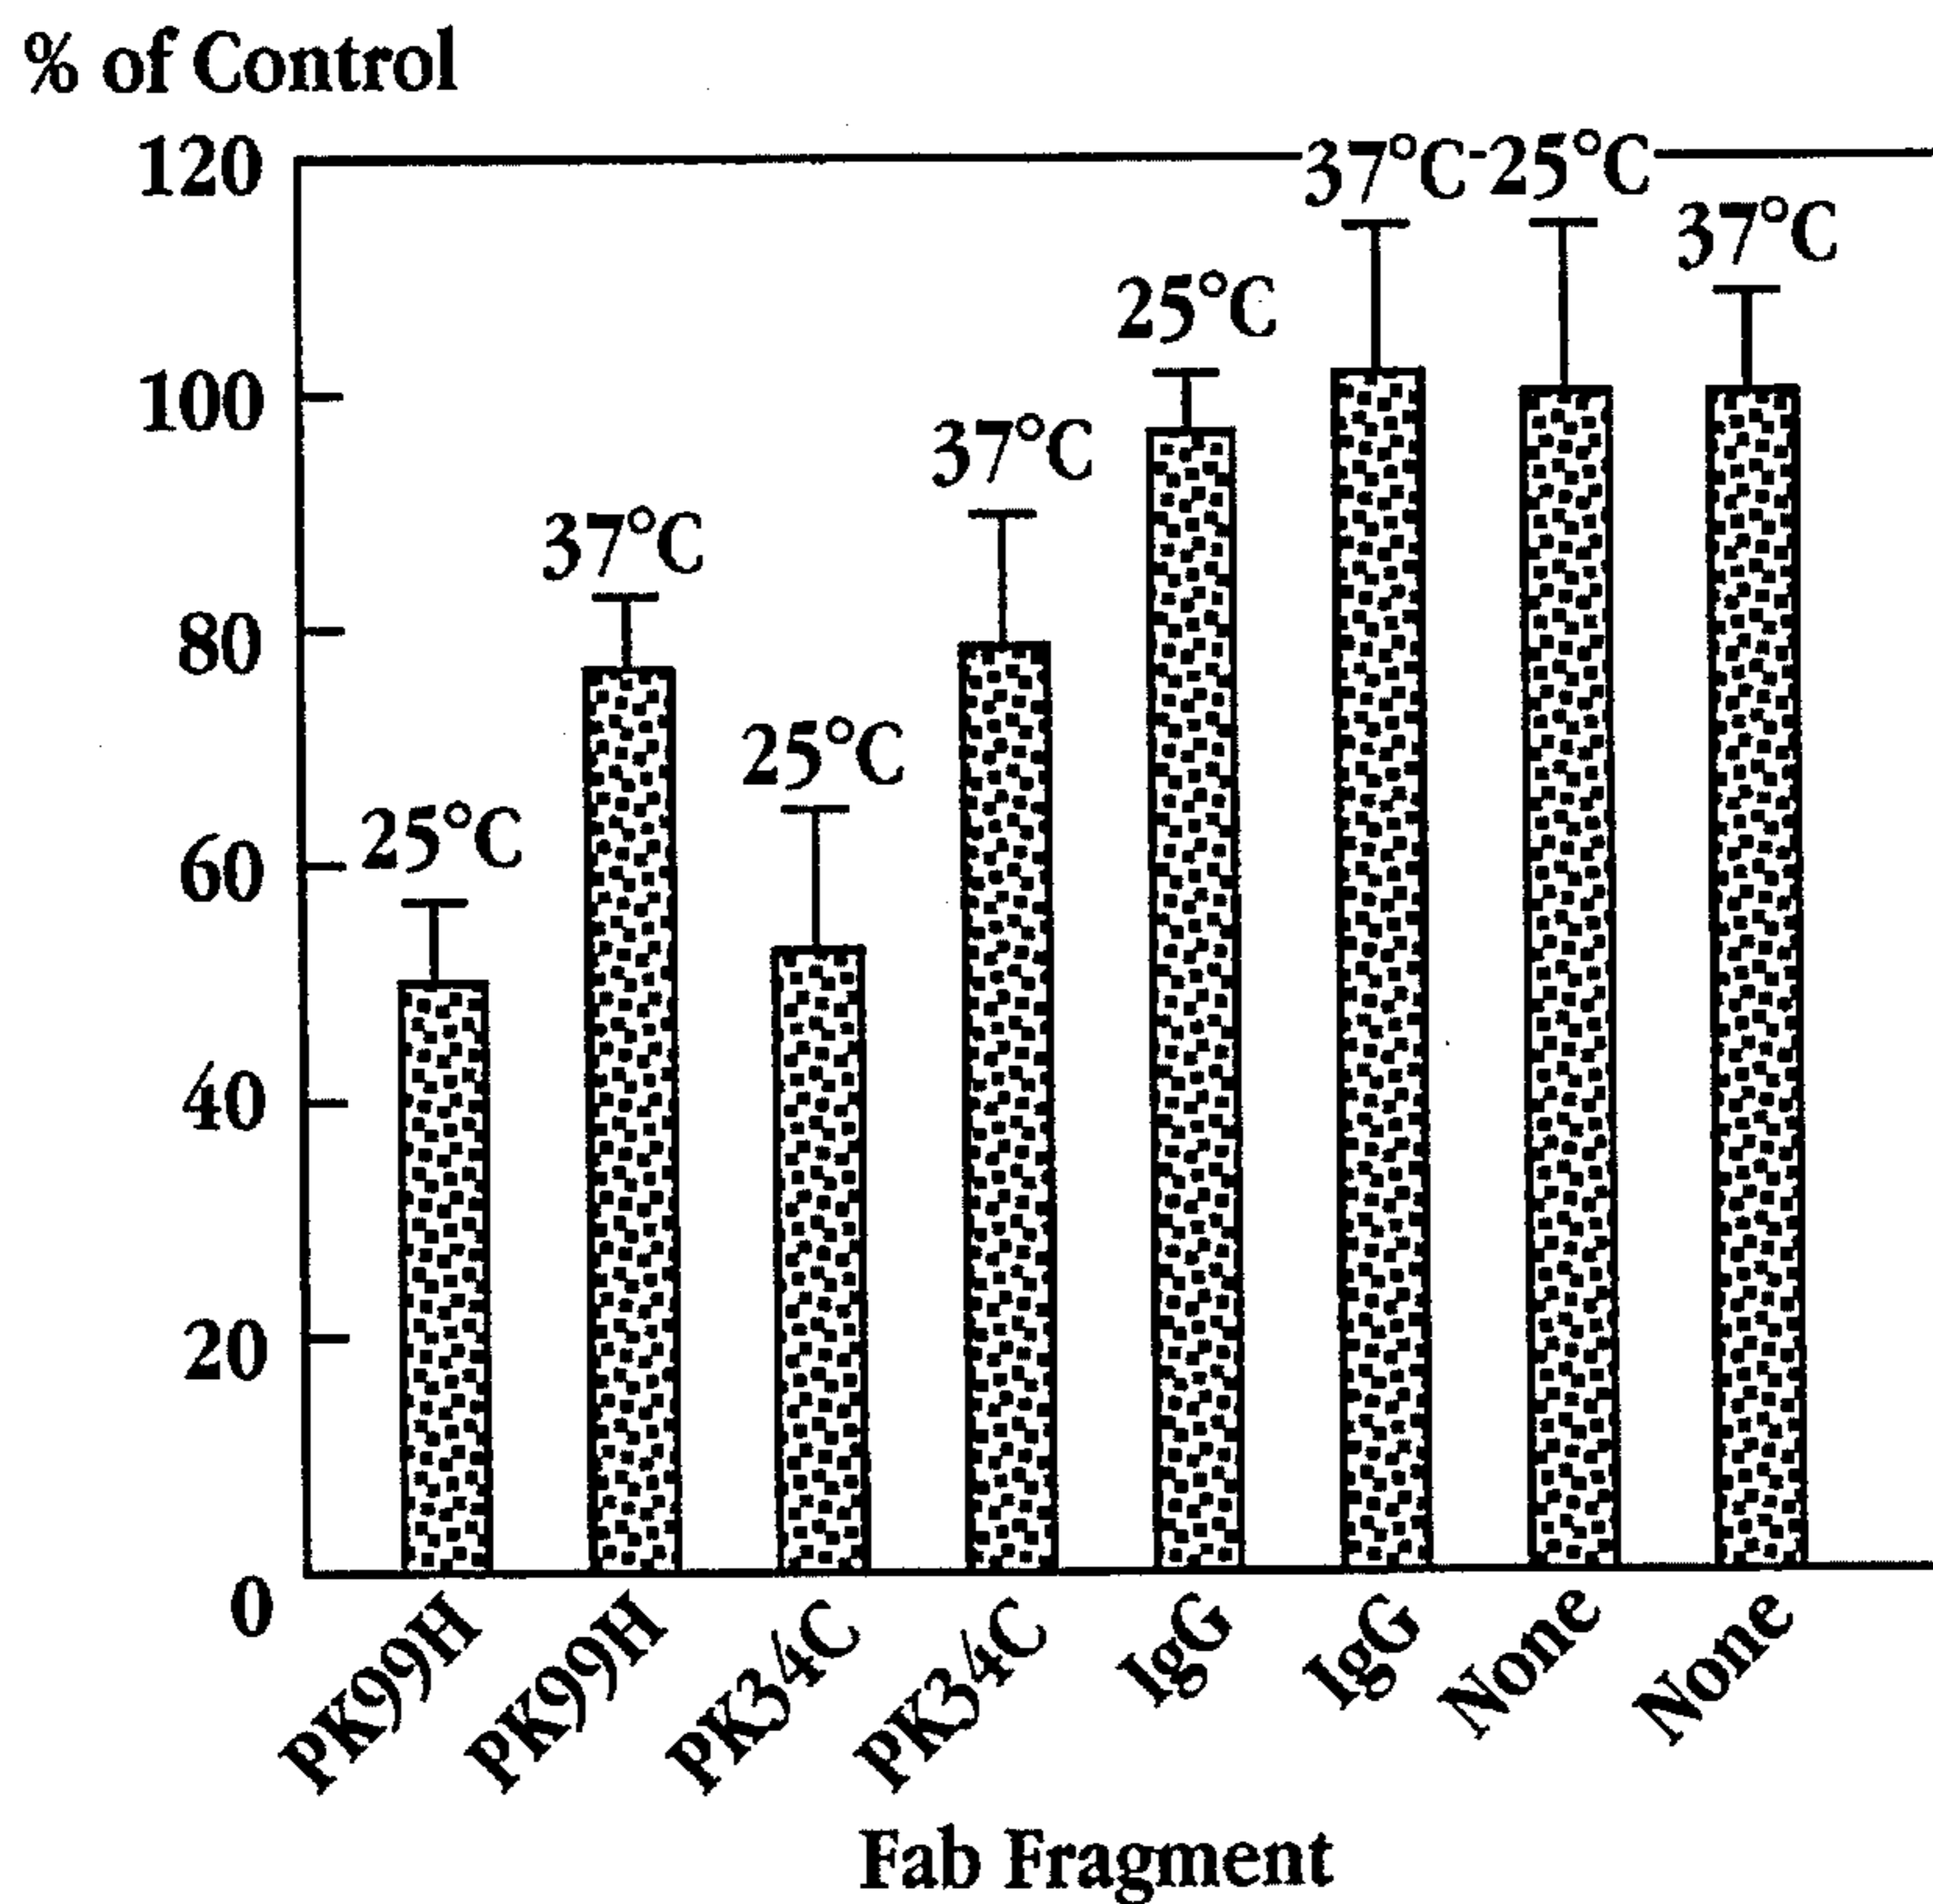 % of Control
120
37°C 25°C
37°C
25°C
100
37°C
37°C
80
25°C
25°C
60
40
20
0
PK99H
PK99H
PK34C
PK34C
IgG
IgG
None
None
Fab Fragment